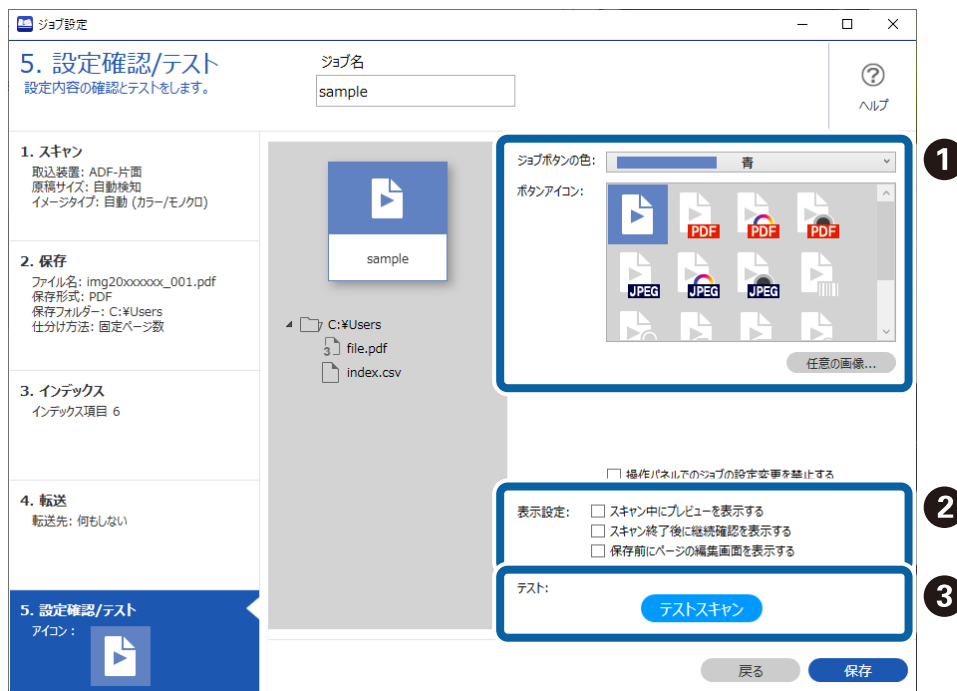 ジョブ設定
5. 設定確認/テスト
設定内容の確認とテストをします。
ジョブ名
sample
ヘルプ
1. スキャン
取込装置: ADF-片面
原稿サイズ: 自動検知
イメージタイプ: 自動 (カラー/モノクロ)
2. 保存
ファイル名: img20xxxxxx_001.pdf
保存形式: PDF
保存フォルダー: C:¥Users
仕分け方法: 固定ページ数
3. インデックス
インデックス項目 6
4. 転送
転送先: 何もしない
5. 設定確認/テスト
アイコン :
sample
C:¥Users
3 file.pdf
index.csv
1
ジョブボタンの色: 青
ボタンアイコン:
PDF PDF PDF
JPEG JPEG JPEG
任意の画像...
操作パネルでのジョブの設定変更を禁止する
2
表示設定: スキャン中にプレビューを表示する
スキャン終了後に継続確認を表示する
保存前にページの編集画面を表示する
3
テスト:
テストスキャン
戻る 保存